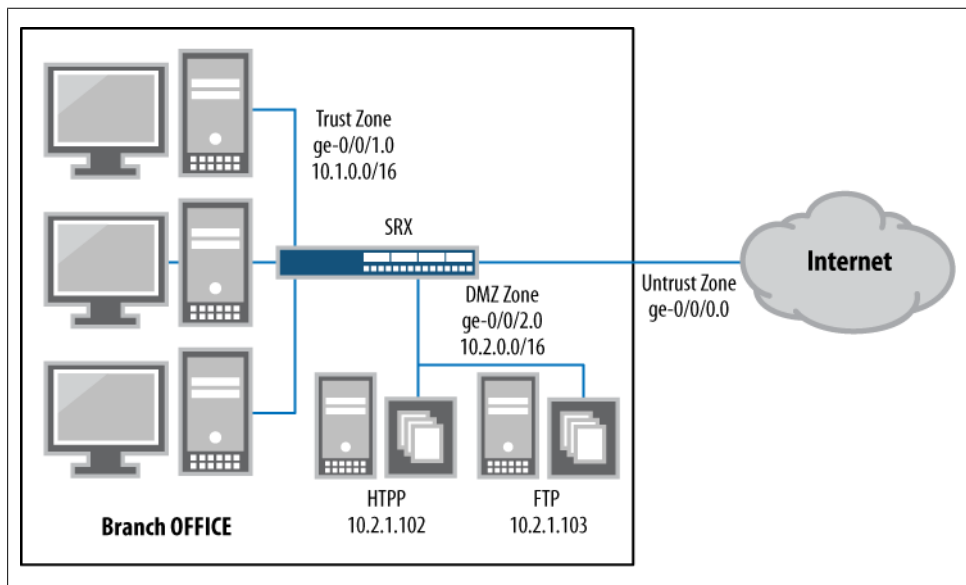 Trust Zone
ge-0/0/1.0
10.1.0.0/16
SRX
Internet
Untrust Zone
ge-0/0/0.0
DMZ Zone
ge-0/0/2.0
10.2.0.0/16
HTPP
10.2.1.102
FTP
10.2.1.103
Branch OFFICE